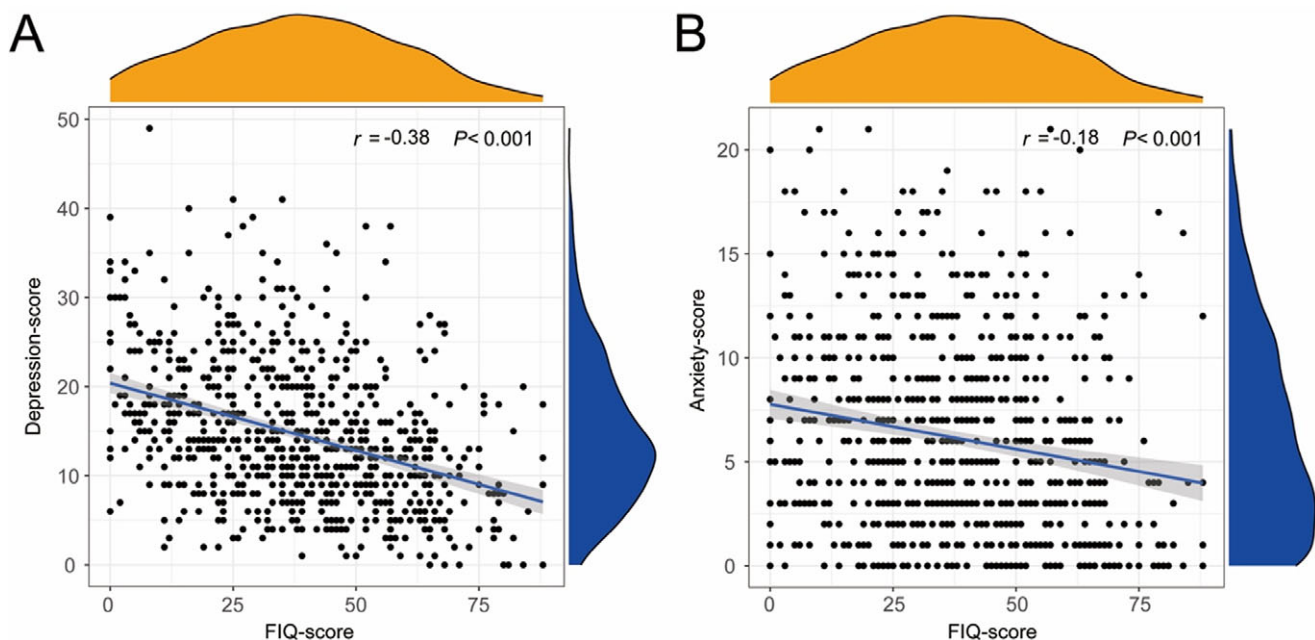 A
B
r = -0.38 P < 0.001
50
40
30
20
10
0
Depression-score
0 25 50 75
FIQ-score
r = -0.18 P < 0.001
20
15
10
5
0
Anxiety-score
0 25 50 75
FIQ-score